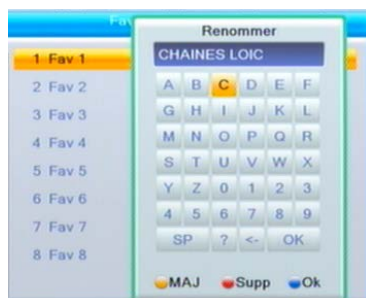 Fav
Renommer
CHAINES LOIC
1 Fav 1
2 Fav 2
3 Fav 3
4 Fav 4
5 Fav 5
6 Fav 6
7 Fav 7
8 Fav 8
A B C D E F
G H I J K L
M N O P Q R
S T U V W X
Y Z 0 1 2 3
4 5 6 7 8 9
SP ? <- OK
MAJ Supp Ok